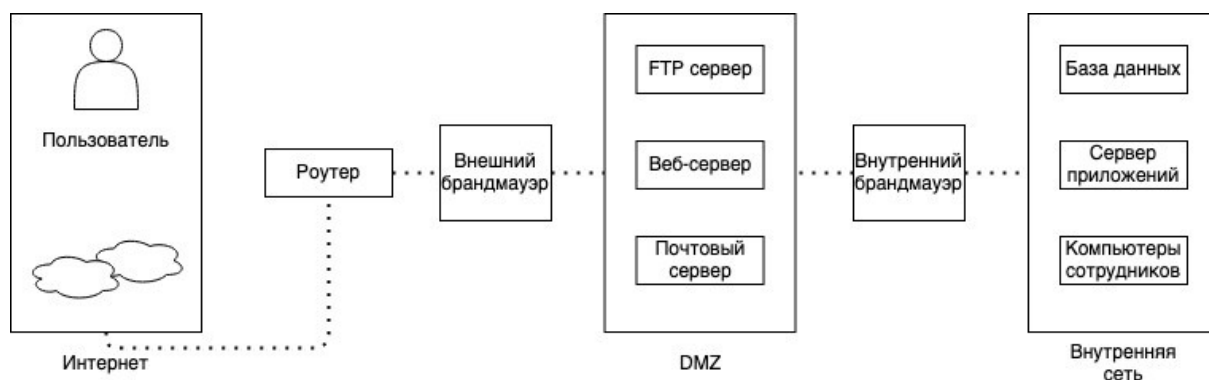 Пользователь
Интернет
Роутер
Внешний
брандмауэр
FTP сервер
Веб-сервер
Почтовый
сервер
DMZ
Внутренний
брандмауэр
База данных
Сервер
приложений
Компьютеры
сотрудников
Внутренняя
сеть